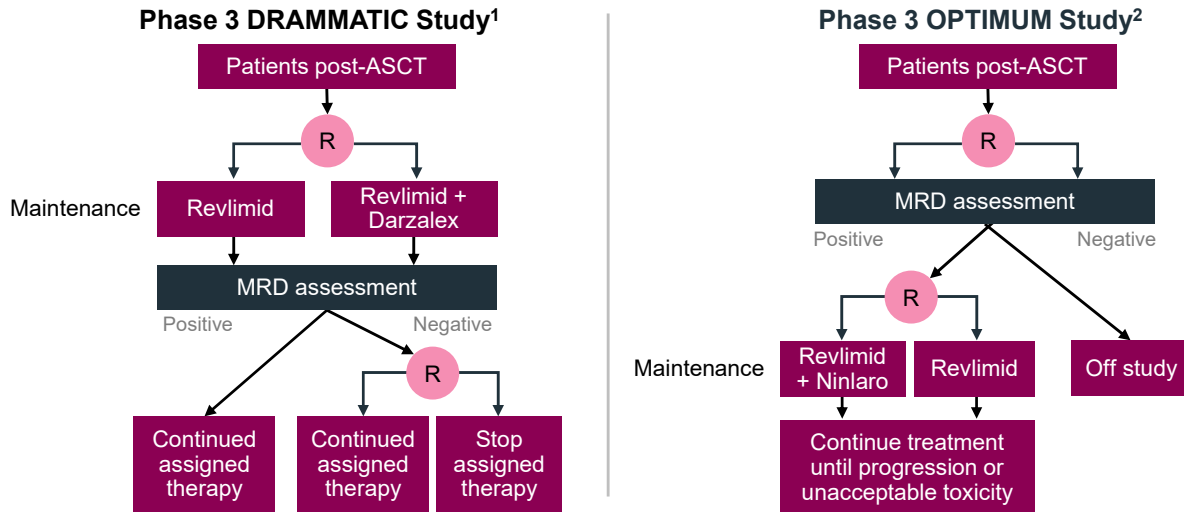 Phase 3 DRAMMATIC Study¹
Patients post-ASCT
R
Maintenance
Revlimid
Revlimid +
Darzalex
MRD assessment
Positive
Negative
R
Continued
assigned
therapy
Continued
assigned
therapy
Stop
assigned
therapy
Phase 3 OPTIMUM Study²
Patients post-ASCT
R
MRD assessment
Positive
Negative
R
Maintenance
Revlimid
+ Ninlaro
Revlimid
Off study
Continue treatment
until progression or
unacceptable toxicity